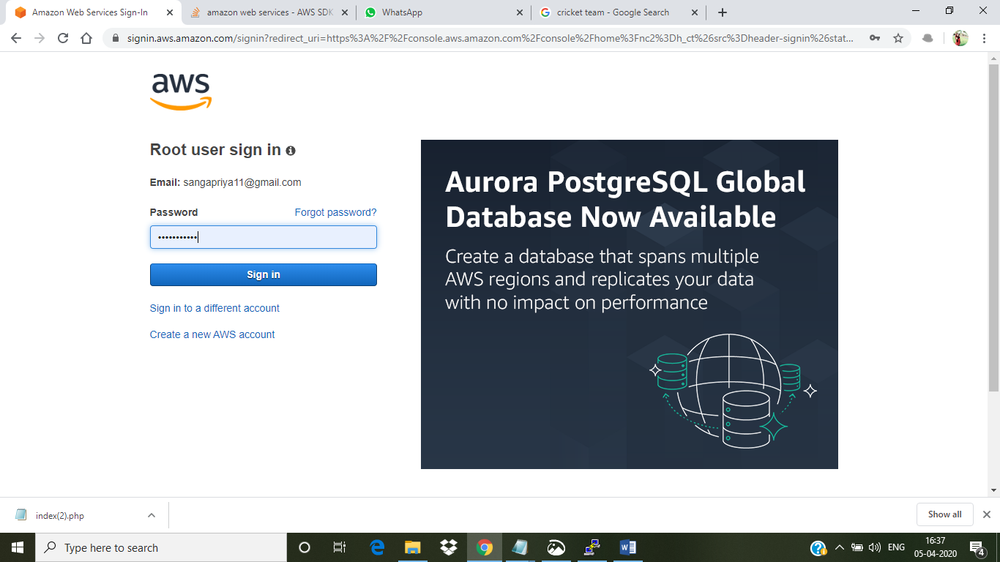 Amazon Web Services Sign-In
amazon web services - AWS SDK
WhatsApp
cricket team - Google Search
signin.aws.amazon.com/signin?redirect_uri=https%3A%2F%2Fconsole.aws.amazon.com%2Fconsole%2Fhome%3Fnc2%3Dh_ct%26src%3Dheader-signin%26stat...
aws
Root user sign in
Email: sangapriya11@gmail.com
Password Forgot password?
Sign in
Sign in to a different account
Create a new AWS account
Aurora PostgreSQL Global
Database Now Available
Create a database that spans multiple
AWS regions and replicates your data
with no impact on performance
index(2).php
Show all
Type here to search
ENG
16:37
05-04-2020
4